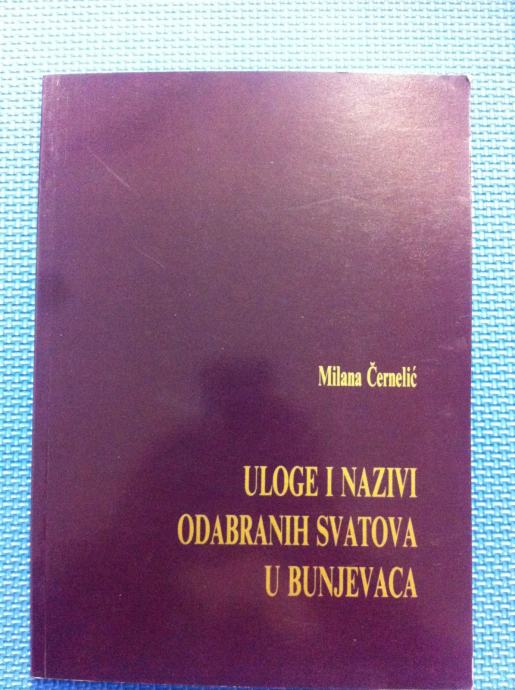 Milana Černelić
ULOGE I NAZIVI
ODABRANIH SVATOVA
U BUNJEVACA